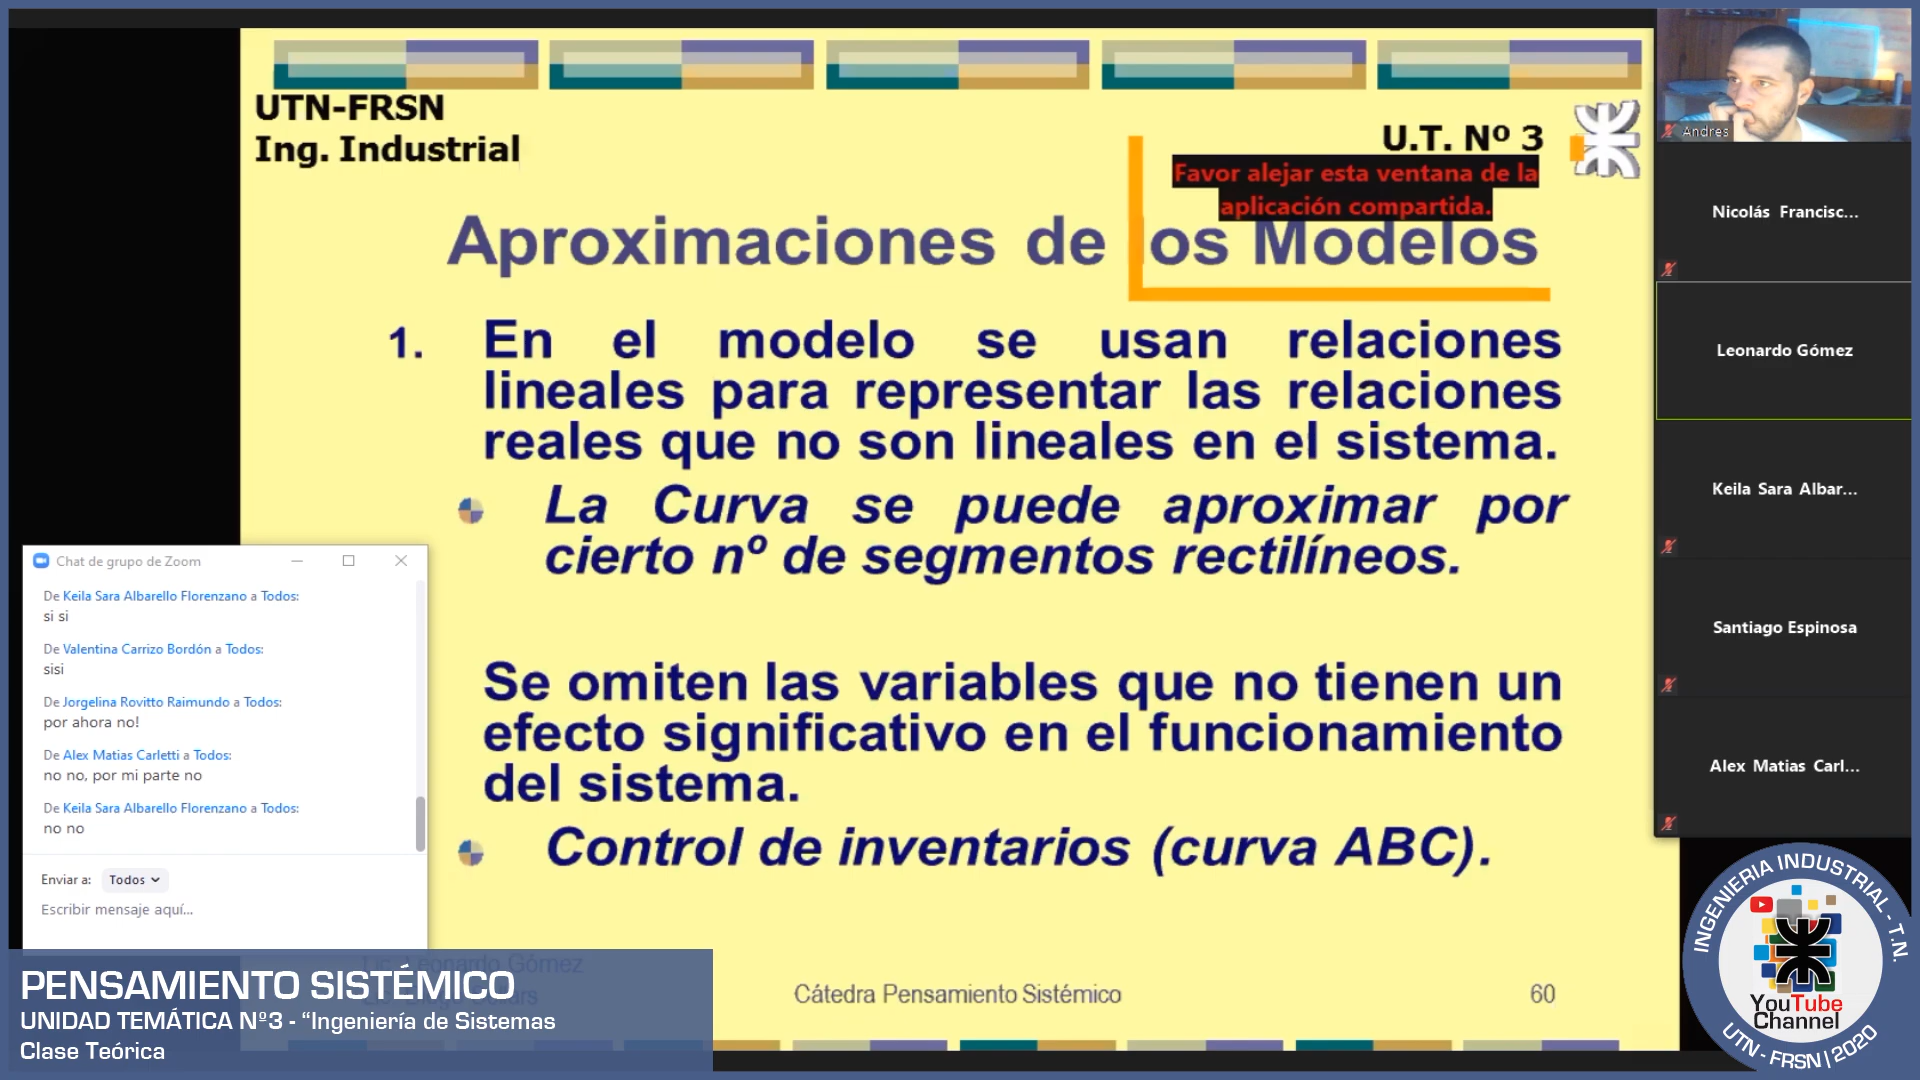 UTN-FRSN
Ing. Industrial
U.T. Nº 3
Favor alejar esta ventana de la
aplicación compartida.
Aproximaciones de los Modelos
1. En el modelo se usan relaciones
lineales para representar las relaciones
reales que no son lineales en el sistema.
La Curva se puede aproximar por
cierto nº de segmentos rectilíneos.
Se omiten las variables que no tienen un
efecto significativo en el funcionamiento
del sistema.
Control de inventarios (curva ABC).
Leonardo Gómez
Cátedra Pensamiento Sistémico
60
Chat de grupo de Zoom
De Keila Sara Albarello Florenzano a Todos:
si si
De Valentina Carrizo Bordón a Todos:
sisi
De Jorgelina Rovitto Raimundo a Todos:
por ahora no!
De Alex Matias Carletti a Todos:
no no, por mi parte no
De Keila Sara Albarello Florenzano a Todos:
no no
Enviar a: Todos
Escribir mensaje aquí...
Andres
Nicolás Francisc...
Leonardo Gómez
Keila Sara Albar...
Santiago Espinosa
Alex Matias Carl...
PENSAMIENTO SISTÉMICO
UNIDAD TEMÁTICA Nº3 - “Ingeniería de Sistemas
Clase Teórica
INGENIERIA INDUSTRIAL - T.N.
YouTube
Channel
UTN - FRSN | 2020